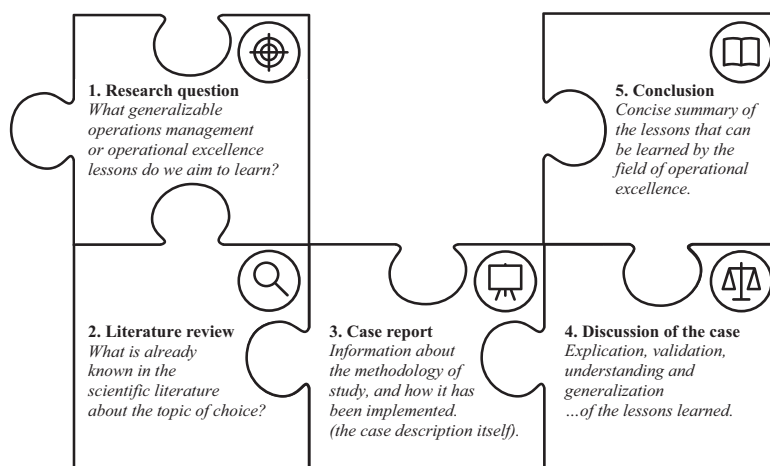 1. Research question
What generalizable
operations management
or operational excellence
lessons do we aim to learn?
2. Literature review
What is already
known in the
scientific literature
about the topic of choice?
3. Case report
Information about
the methodology of
study, and how it has
been implemented.
(the case description itself).
4. Discussion of the case
Explication, validation,
understanding and
generalization
…of the lessons learned.
5. Conclusion
Concise summary of
the lessons that can
be learned by the
field of operational
excellence.